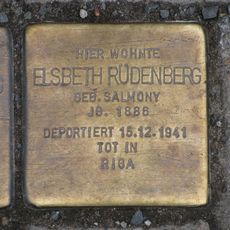 HIER WOHNTE
ELSBETH RÜDENBERG
GEB. SALMONY
JG. 1886
DEPORTIERT 15.12.1941
TOT IN
RIGA